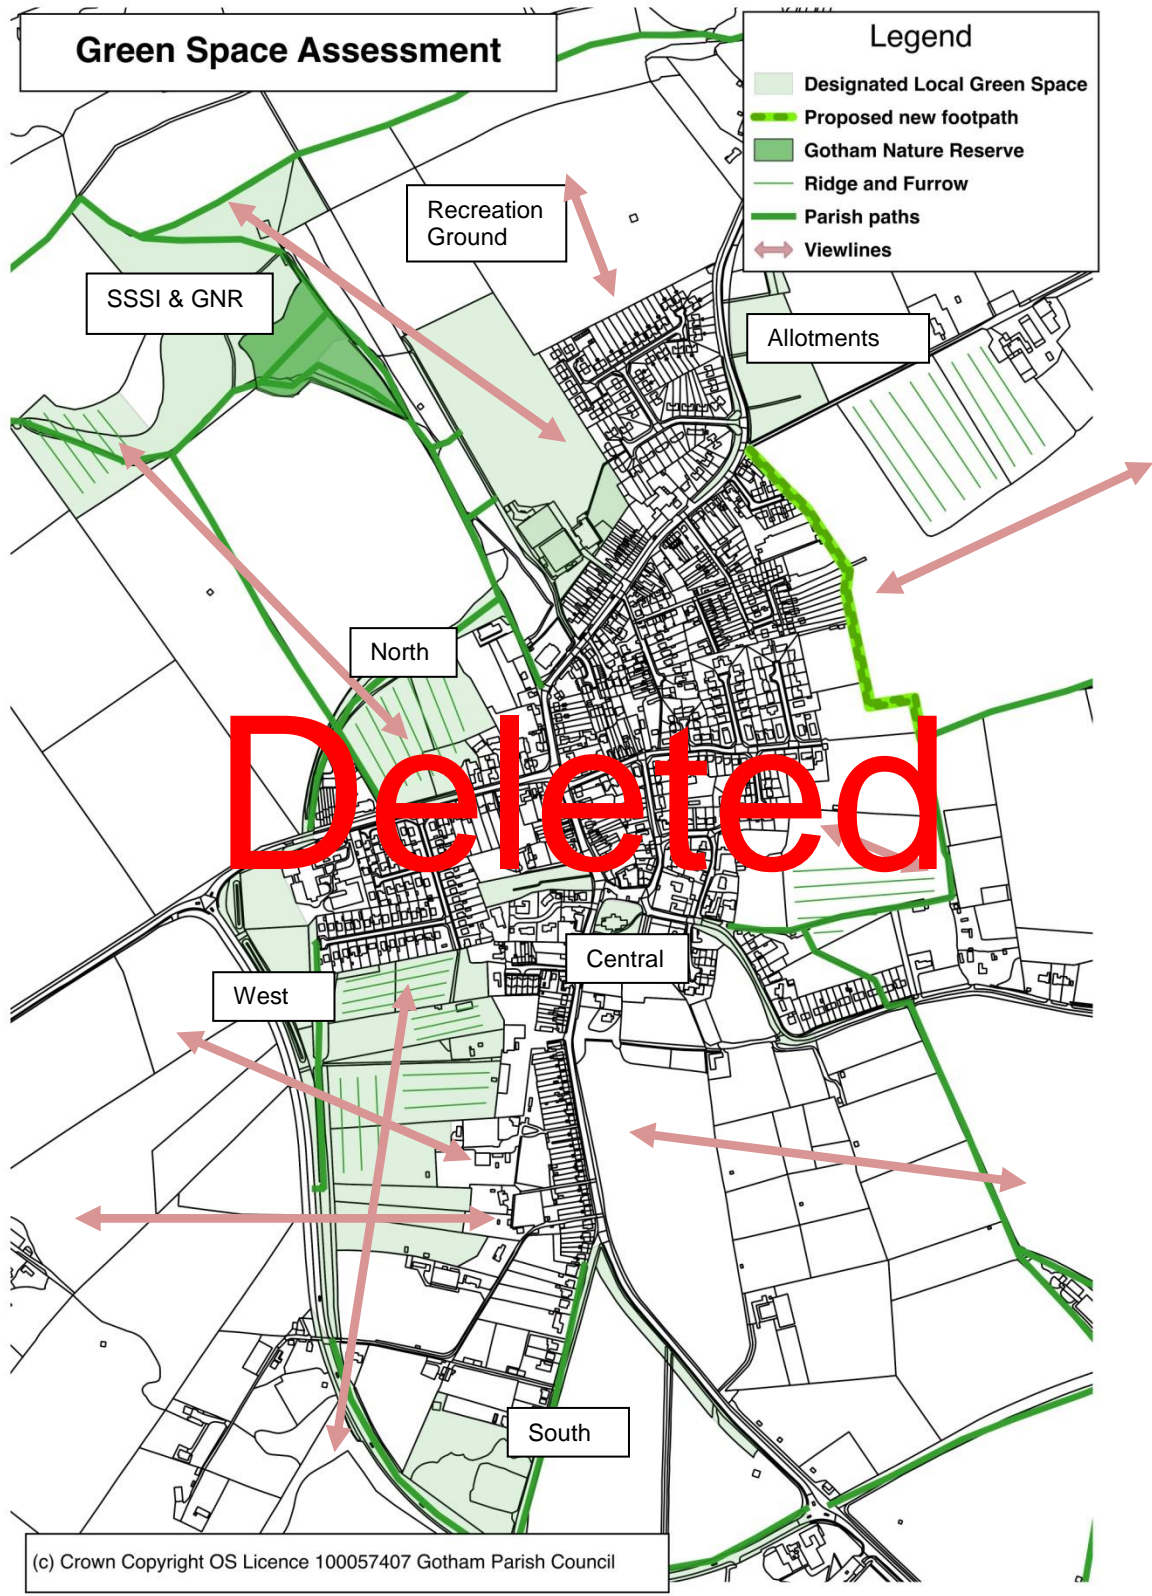 Green Space Assessment
Legend
Designated Local Green Space
Proposed new footpath
Gotham Nature Reserve
Ridge and Furrow
Parish paths
Viewlines
Recreation
Ground
SSSI & GNR
Allotments
North
Deleted
Central
West
South
(c) Crown Copyright OS Licence 100057407 Gotham Parish Council